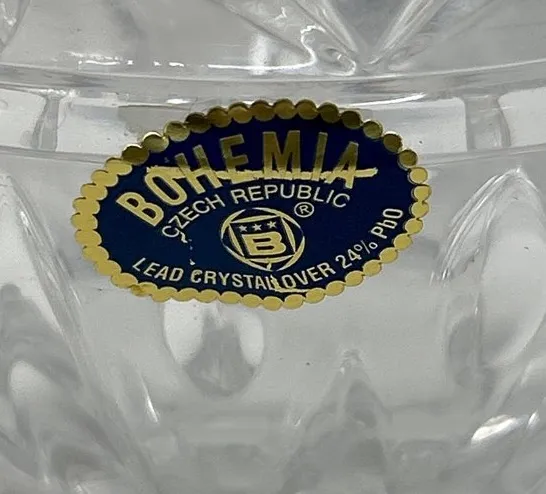 BOHEMIA
CZECH REPUBLIC
®
B
LEAD CRYSTAL OVER 24% PbO